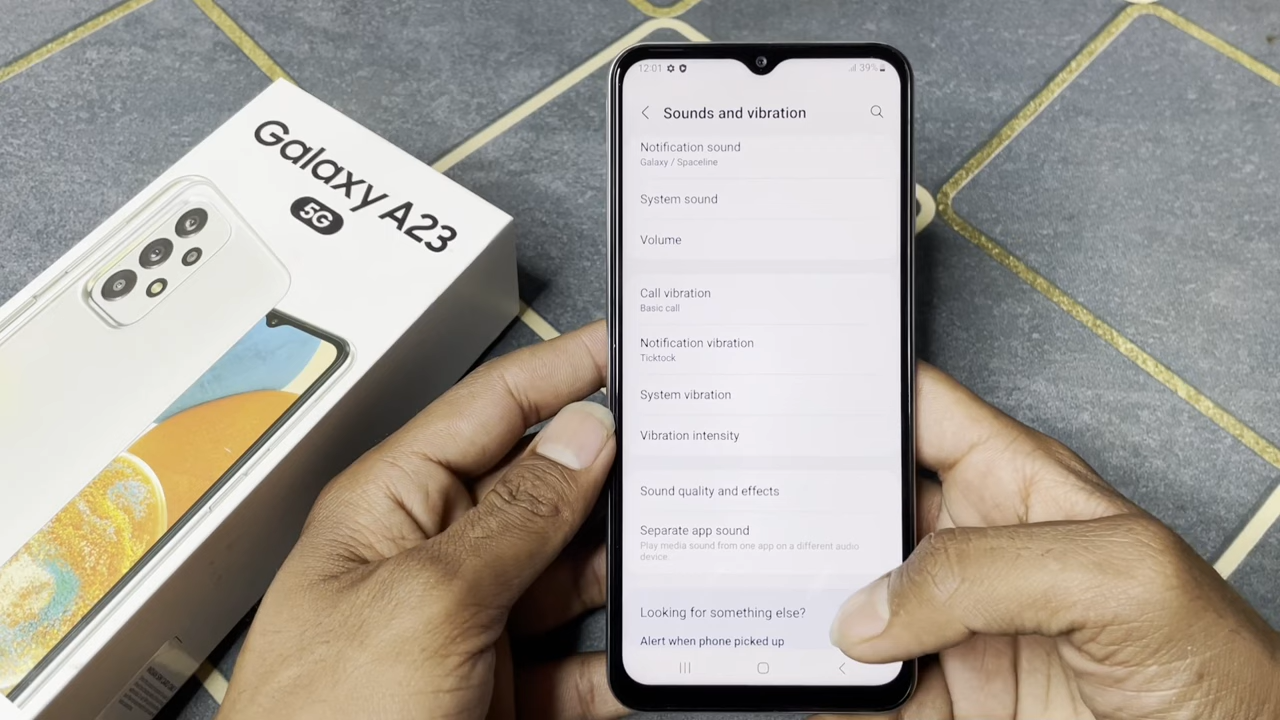 Galaxy A23
5G
12:01
39%
Sounds and vibration
Notification sound
Galaxy / Spaceline
System sound
Volume
Call vibration
Basic call
Notification vibration
Ticktock
System vibration
Vibration intensity
Sound quality and effects
Separate app sound
Play media sound from one app on a different audio
device.
Looking for something else?
Alert when phone picked up